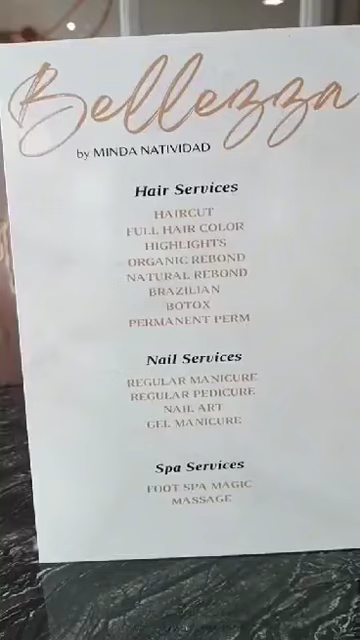 Bellezza
by MINDA NATIVIDAD
Hair Services
HAIRCUT
FULL HAIR COLOR
HIGHLIGHTS
ORGANIC REBOND
NATURAL REBOND
BRAZILIAN
BOTOX
PERMANENT PERM
Nail Services
REGULAR MANICURE
REGULAR PEDICURE
NAIL ART
GEL MANICURE
Spa Services
FOOT SPA MAGIC
MASSAGE